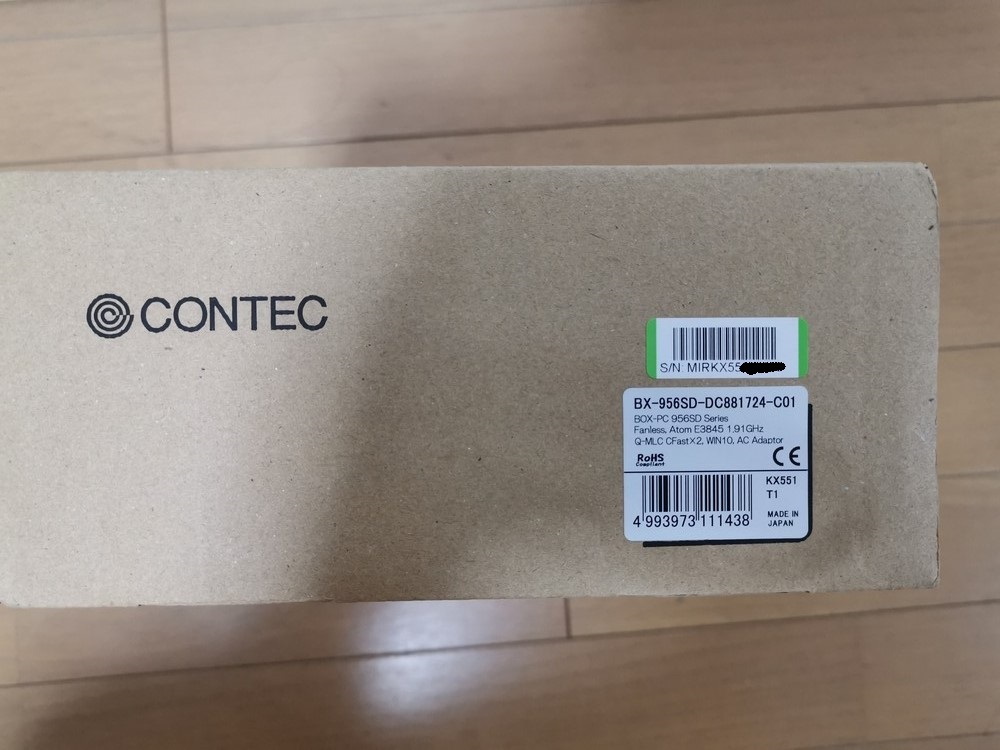 CONTEC
S/N: MIRKX55
BX-956SD-DC881724-C01
BOX-PC 956SD Series
Fanless, Atom E3845 1.91GHz
Q-MLC CFast×2, WIN10, AC Adaptor
RoHS
Compliant
CE
KX551
T1
4 993973 111438
MADE IN
JAPAN